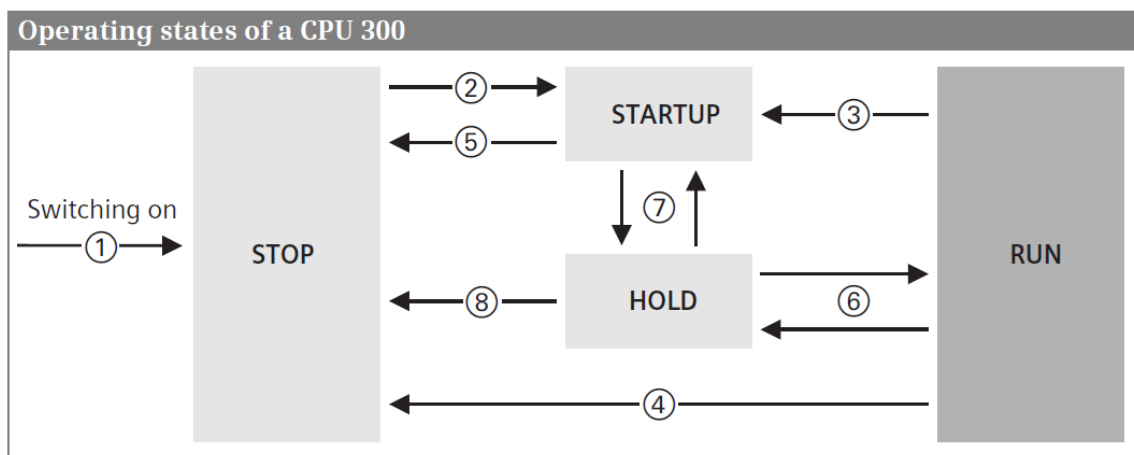 Operating states of a CPU 300
② STARTUP ③
⑤
Switching on
①
STOP
⑦
RUN
⑧ HOLD ⑥
④